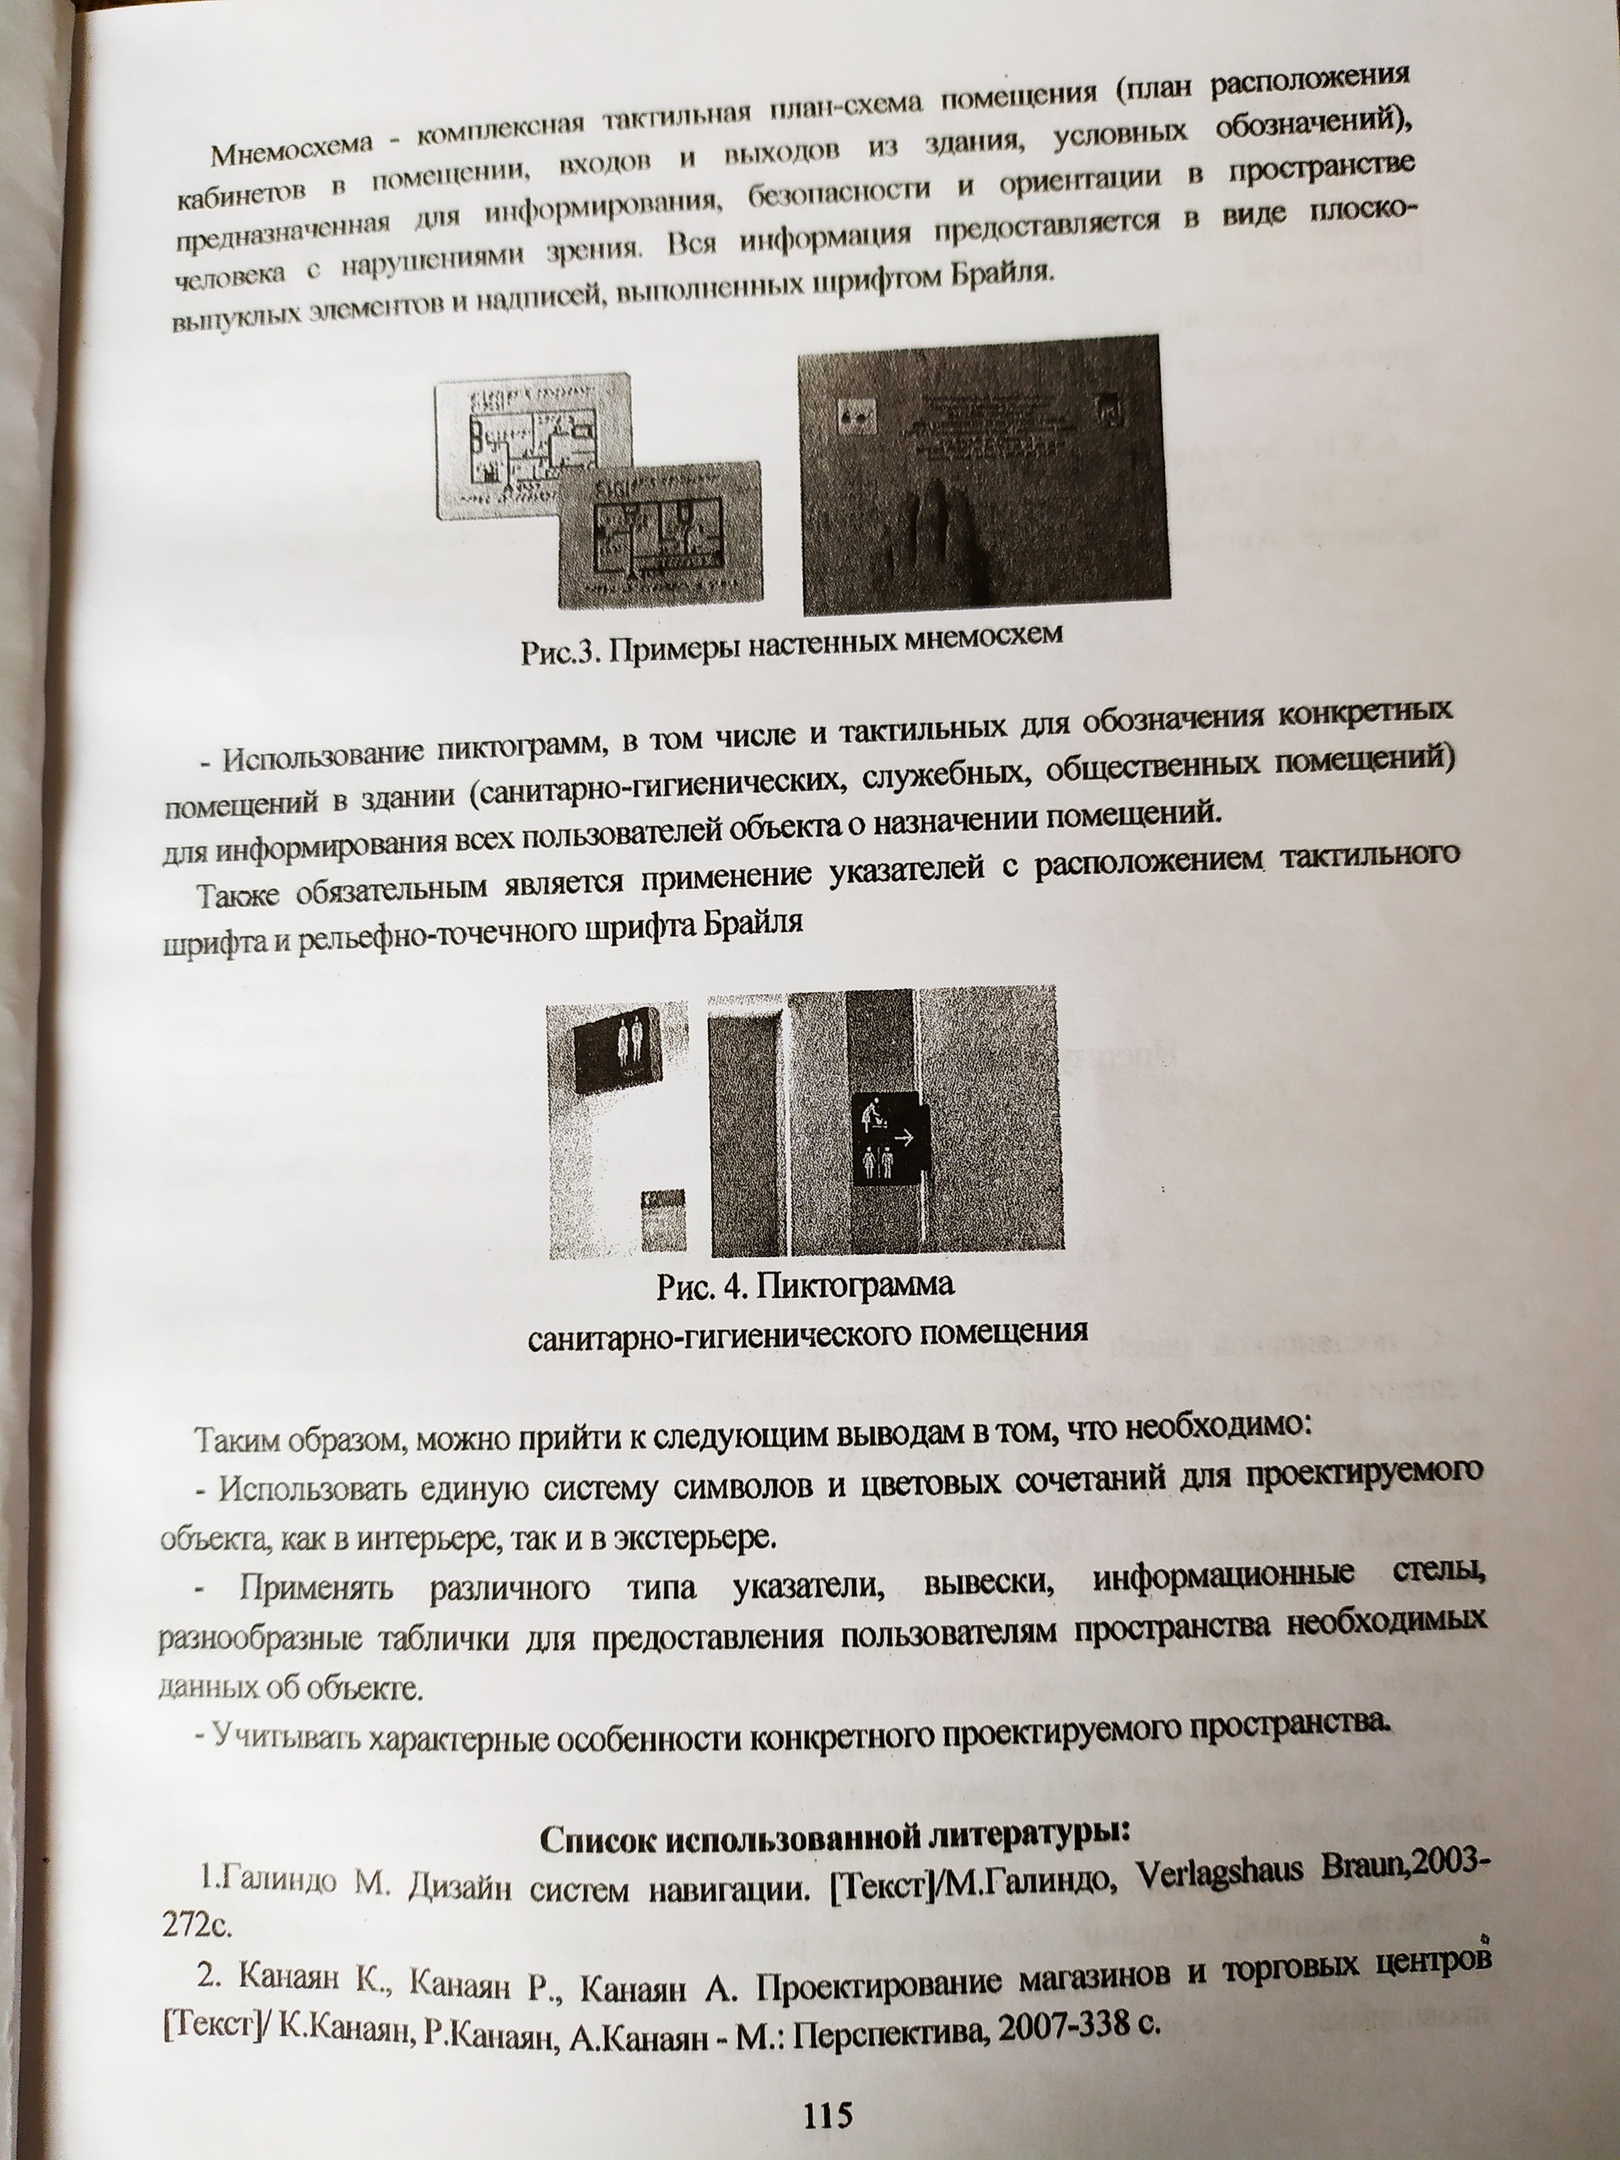 Мнемосхема - комплексная тактильная план-схема помещения (план расположения
кабинетов в помещении, входов и выходов из здания, условных обозначений),
предназначенная для информирования, безопасности и ориентации в пространстве
человека с нарушениями зрения. Вся информация предоставляется в виде плоско-
выпуклых элементов и надписей, выполненных шрифтом Брайля.
Рис.3. Примеры настенных мнемосхем
- Использование пиктограмм, в том числе и тактильных для обозначения конкретных
помещений в здании (санитарно-гигиенических, служебных, общественных помещений)
для информирования всех пользователей объекта о назначении помещений.
Также обязательным является применение указателей с расположением тактильного
шрифта и рельефно-точечного шрифта Брайля
Рис. 4. Пиктограмма
санитарно-гигиенического помещения
Таким образом, можно прийти к следующим выводам в том, что необходимо:
- Использовать единую систему символов и цветовых сочетаний для проектируемого
объекта, как в интерьере, так и в экстерьере.
- Применять различного типа указатели, вывески, информационные стелы,
разнообразные таблички для предоставления пользователям пространства необходимых
данных об объекте.
- Учитывать характерные особенности конкретного проектируемого пространства.
Список использованной литературы:
1.Галиндо М. Дизайн систем навигации. [Текст]/М.Галиндо, Verlagshaus Braun,2003-
272с.
2. Канаян К., Канаян Р., Канаян А. Проектирование магазинов и торговых центров
[Текст]/ К.Канаян, Р.Канаян, А.Канаян - М.: Перспектива, 2007-338 с.
115